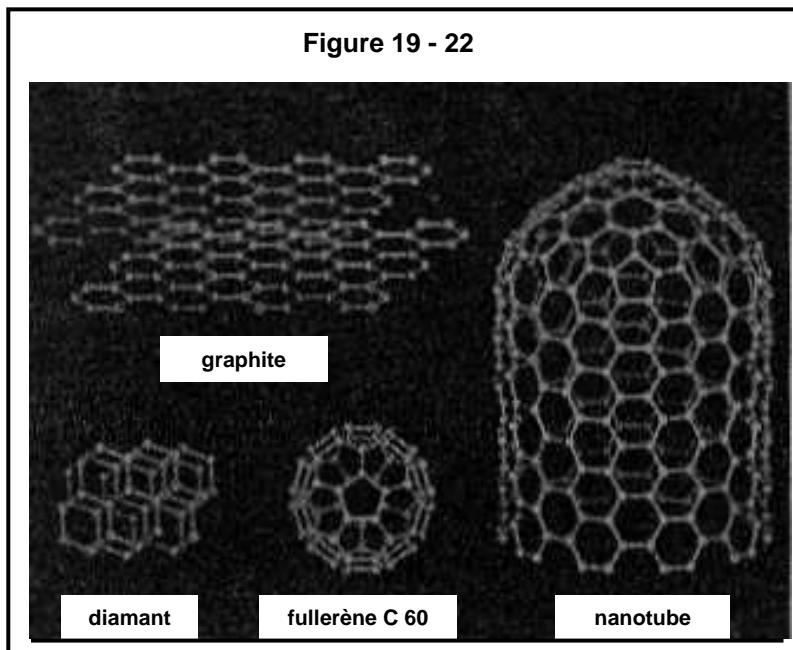 Figure 19 - 22
graphite
diamant
fullerène C 60
nanotube